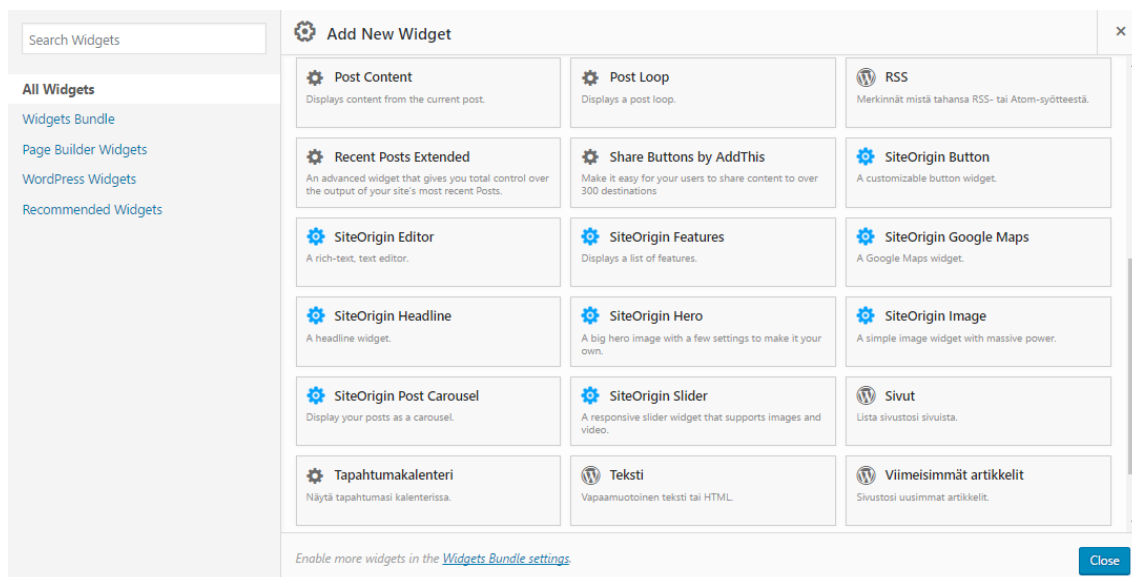 Search Widgets
All Widgets
Widgets Bundle
Page Builder Widgets
WordPress Widgets
Recommended Widgets
Add New Widget
×
Post Content
Displays content from the current post.
Post Loop
Displays a post loop.
RSS
Merkinnät mistä tahansa RSS- tai Atom-syötteestä.
Recent Posts Extended
An advanced widget that gives you total control over
the output of your site's most recent Posts.
Share Buttons by AddThis
Make it easy for your users to share content to over
300 destinations
SiteOrigin Button
A customizable button widget.
SiteOrigin Editor
A rich-text, text editor.
SiteOrigin Features
Displays a list of features.
SiteOrigin Google Maps
A Google Maps widget.
SiteOrigin Headline
A headline widget.
SiteOrigin Hero
A big hero image with a few settings to make it your
own.
SiteOrigin Image
A simple image widget with massive power.
SiteOrigin Post Carousel
Display your posts as a carousel.
SiteOrigin Slider
A responsive slider widget that supports images and
video.
Sivut
Lista sivustosi sivuista.
Tapahtumakalenteri
Näytä tapahtumasi kalenterissa.
Teksti
Vapaamuotoinen teksti tai HTML.
Viimeisimmät artikkelit
Sivustosi uusimmat artikkelit.
Enable more widgets in the Widgets Bundle settings.
Close